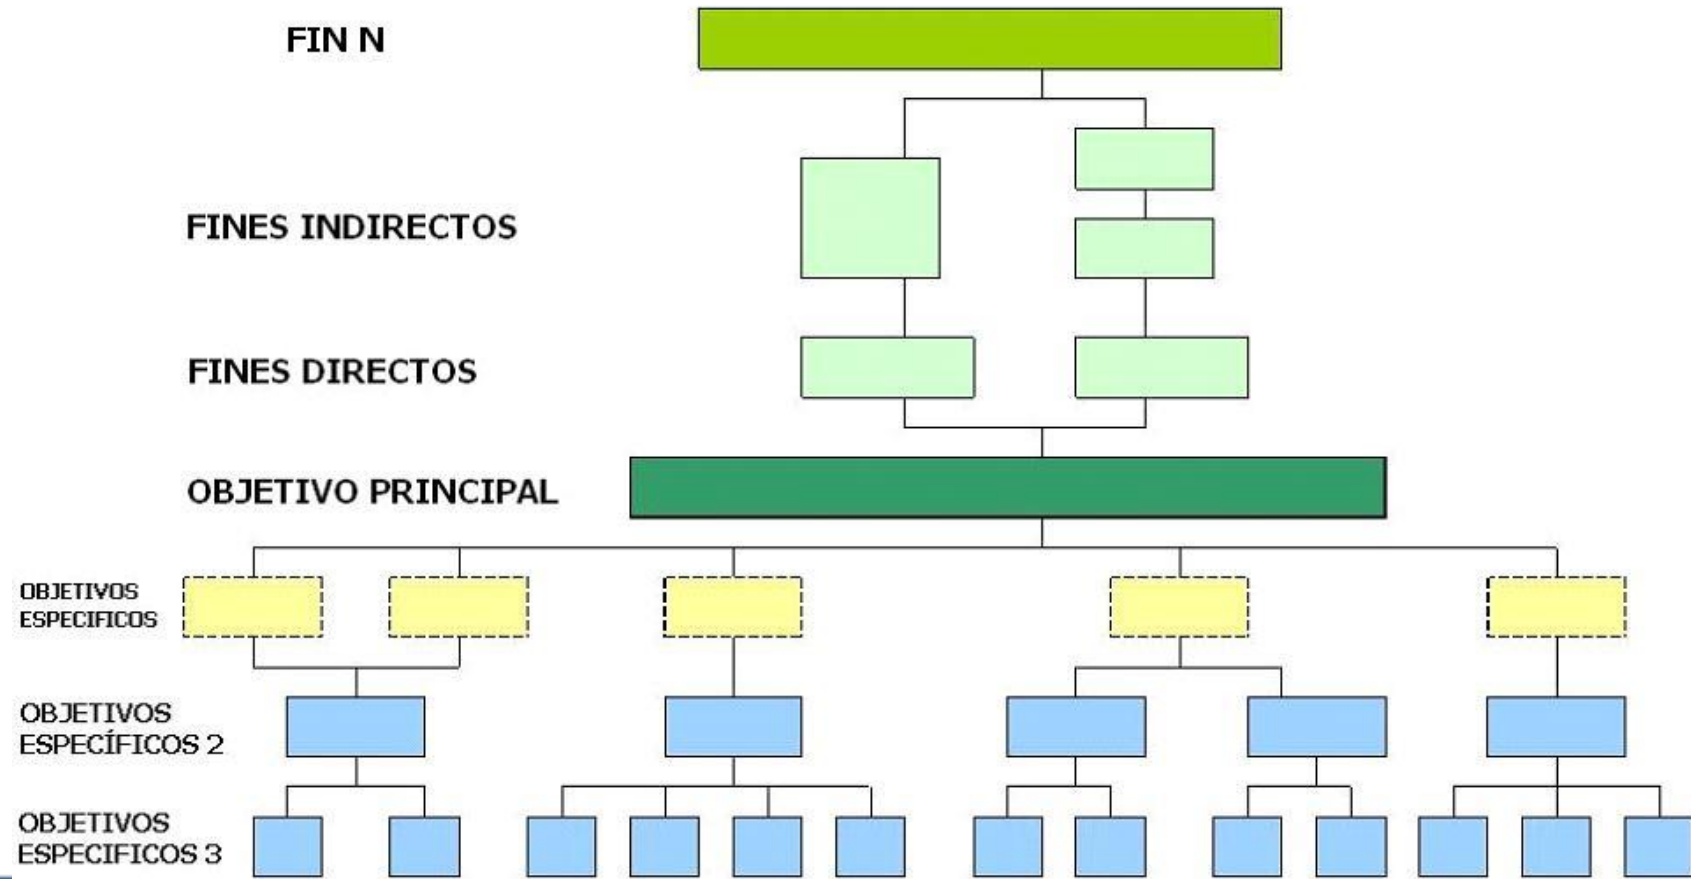 FIN N
FINES INDIRECTOS
FINES DIRECTOS
OBJETIVO PRINCIPAL
OBJETIVOS
ESPECIFICOS
OBJETIVOS
ESPECÍFICOS 2
OBJETIVOS
ESPECIFICOS 3